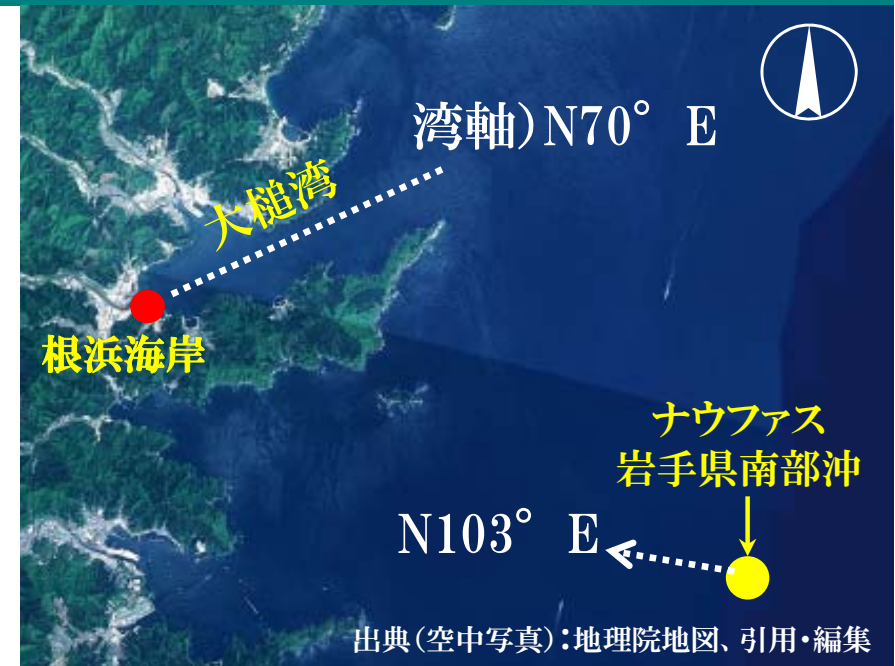 湾軸)N70° E
大槌湾
根浜海岸
ナウファス
岩手県南部沖
N103° E
出典(空中写真):地理院地図、引用・編集